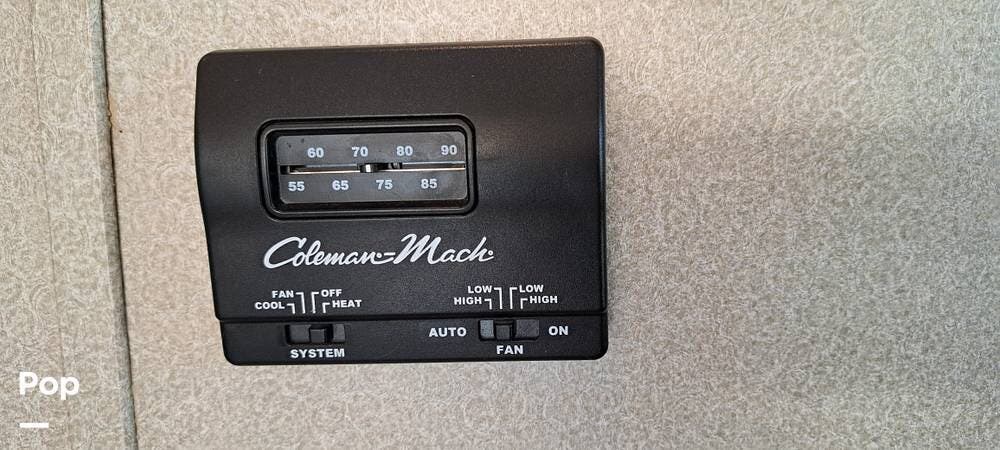 60 70 80 90
55 65 75 85
Coleman-Mach
FAN OFF
COOL HEAT
SYSTEM
LOW LOW
HIGH HIGH
AUTO ON
FAN
Pop